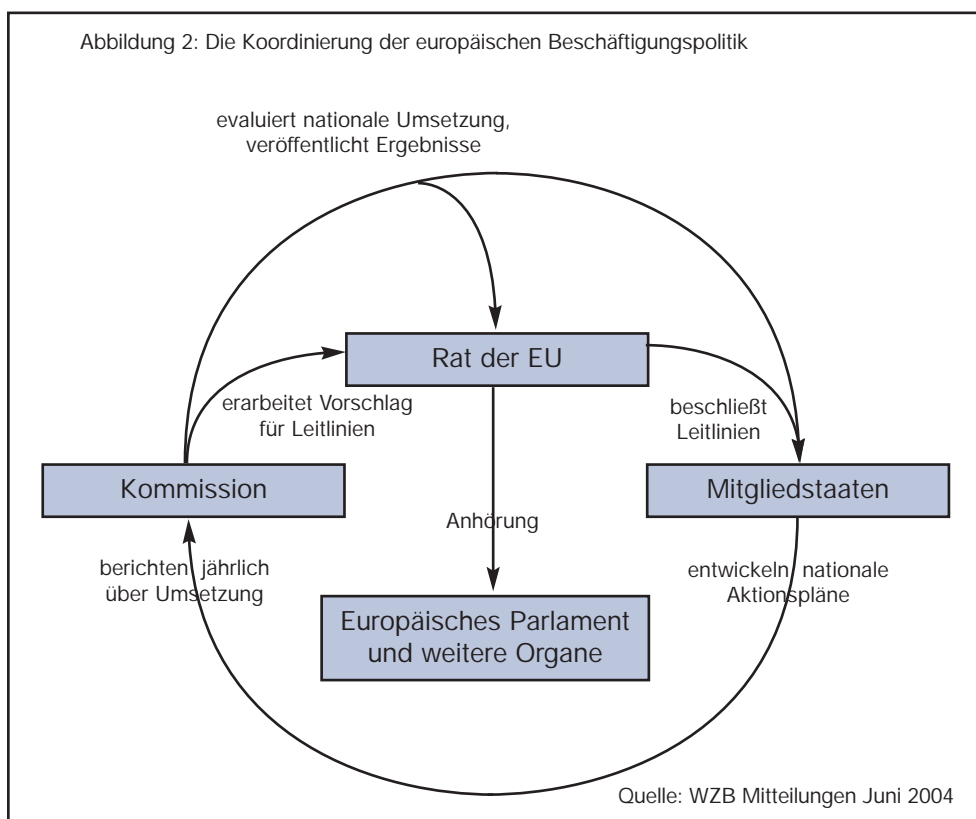 Abbildung 2: Die Koordinierung der europäischen Beschäftigungspolitik
evaluiert nationale Umsetzung,
veröffentlicht Ergebnisse
Rat der EU
erarbeitet Vorschlag
für Leitlinien
beschließt
Leitlinien
Kommission
Mitgliedstaaten
Anhörung
berichten jährlich
über Umsetzung
entwickeln nationale
Aktionspläne
Europäisches Parlament
und weitere Organe
Quelle: WZB Mitteilungen Juni 2004